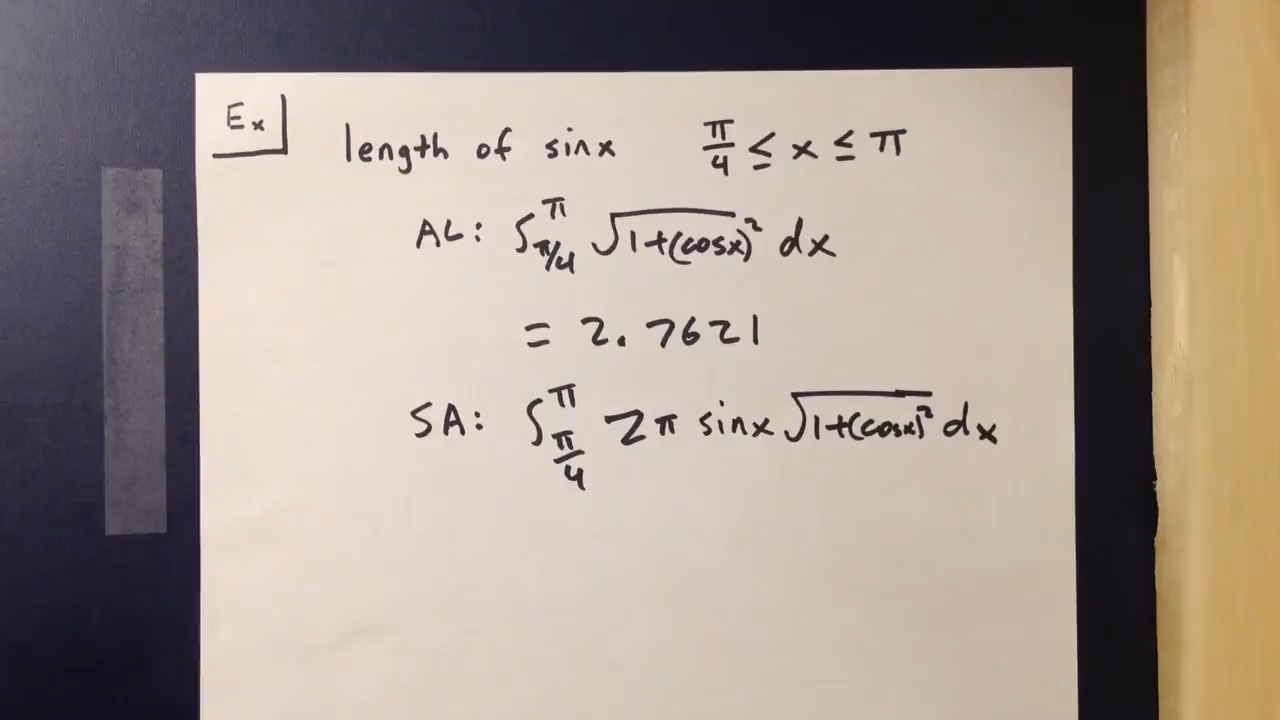 Ex
length of sinx π/4 ≤ x ≤ π
AL: ∫_{π/4}^{π} √(1+(cosx)²) dx
= 2.7621
SA: ∫_{π/4}^{π} 2π sinx √(1+(cosx)²) dx